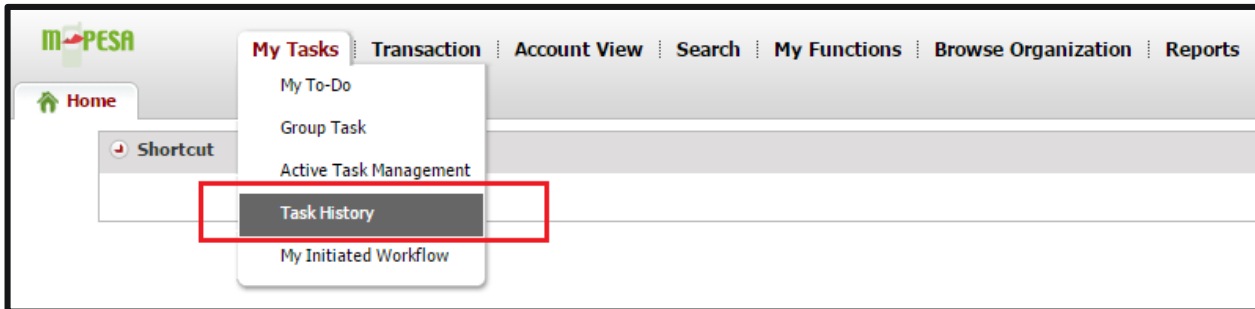 M-PESA
My Tasks Transaction Account View Search My Functions Browse Organization Reports
My To-Do
Home
Group Task
Shortcut
Active Task Management
Task History
My Initiated Workflow